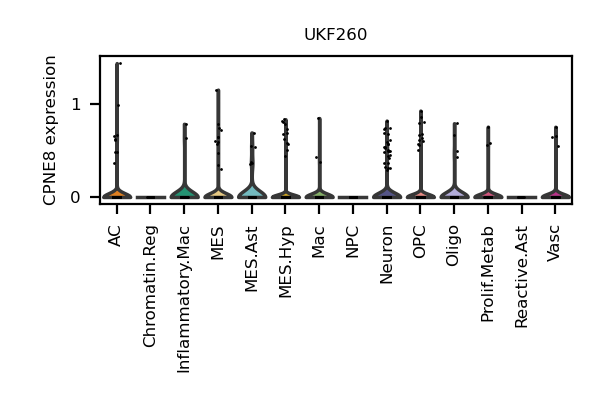 UKF260
CPNE8 expression
1
0
AC
Chromatin.Reg
Inflammatory.Mac
MES
MES.Ast
MES.Hyp
Mac
NPC
Neuron
OPC
Oligo
Prolif.Metab
Reactive.Ast
Vasc